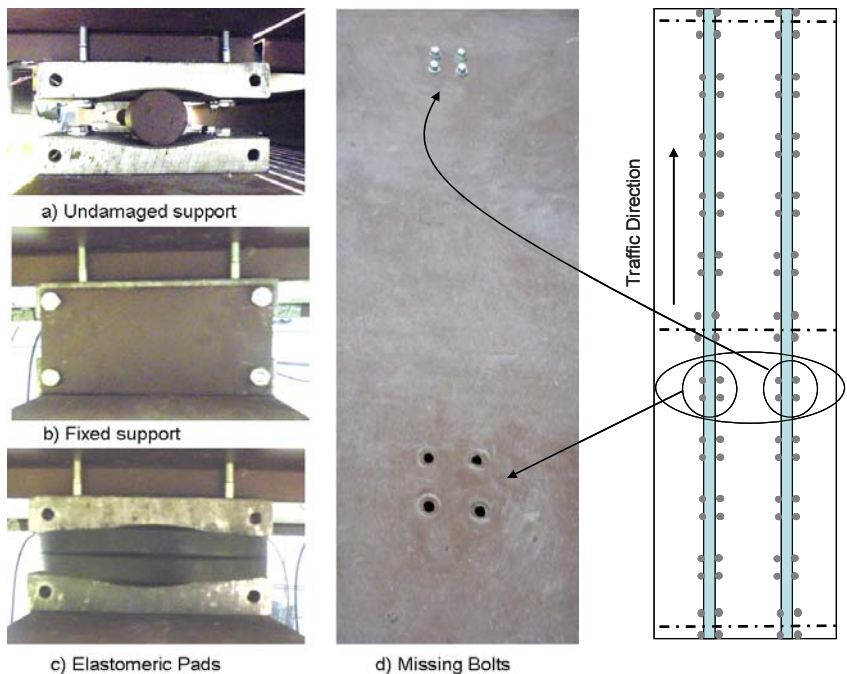 a) Undamaged support
b) Fixed support
c) Elastomeric Pads
d) Missing Bolts
Traffic Direction